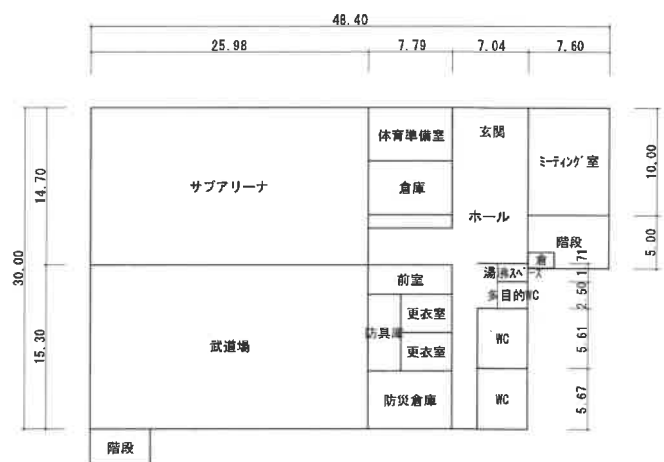 48.40
25.98
7.79
7.04
7.60
体育準備室
玄関
ミーティング室
サブアリーナ
倉庫
ホール
階段
倉
湯沸スペース
前室
多目的WC
更衣室
防具庫
武道場
更衣室
WC
防災倉庫
WC
階段
30.00
14.70
15.30
10.00
5.00
1.71
2.50
5.61
5.67